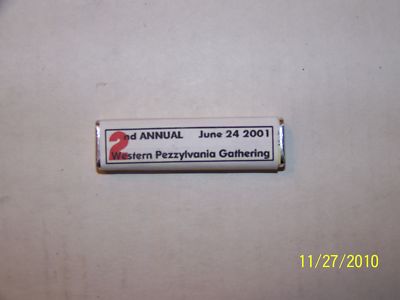 2nd ANNUAL June 24 2001
Western Pezzylvania Gathering
11/27/2010